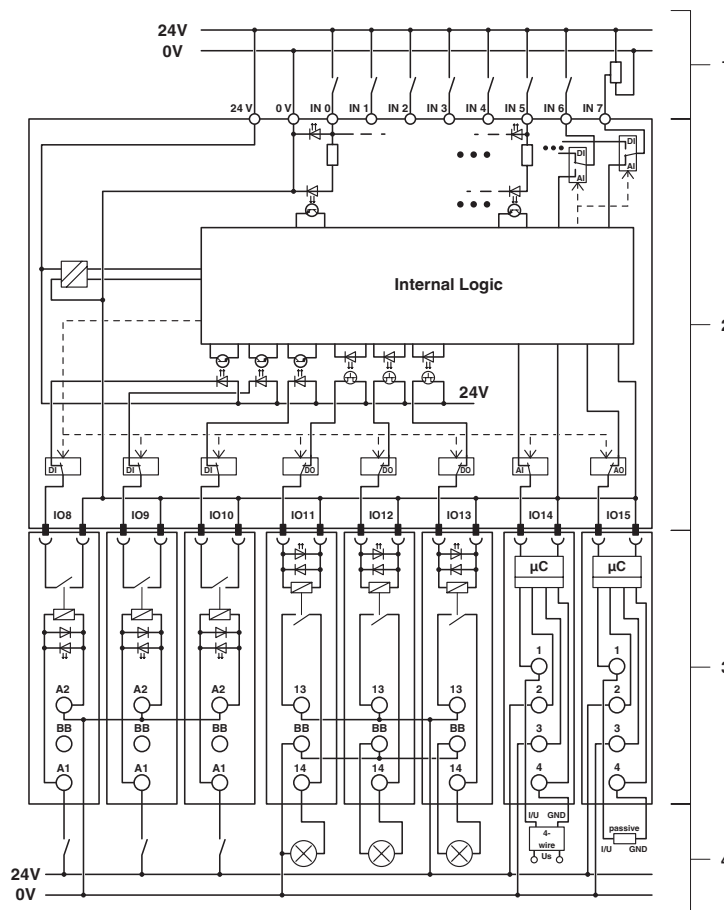 24V
0V
1
24 V 0 V IN 0 IN 1 IN 2 IN 3 IN 4 IN 5 IN 6 IN 7
DI
DI
AI
AI
Internal Logic
2
24V
DI DI DI DO DO DO AI AO
IO8 IO9 IO10 IO11 IO12 IO13 IO14 IO15
µC µC
1 1
3
A2 A2 A2 13 13 13 2 2
BB BB BB BB BB BB 3 3
A1 A1 A1 14 14 14 4 4
I/U GND passive
4-
wire
I/U GND
Us
4
24V
0V